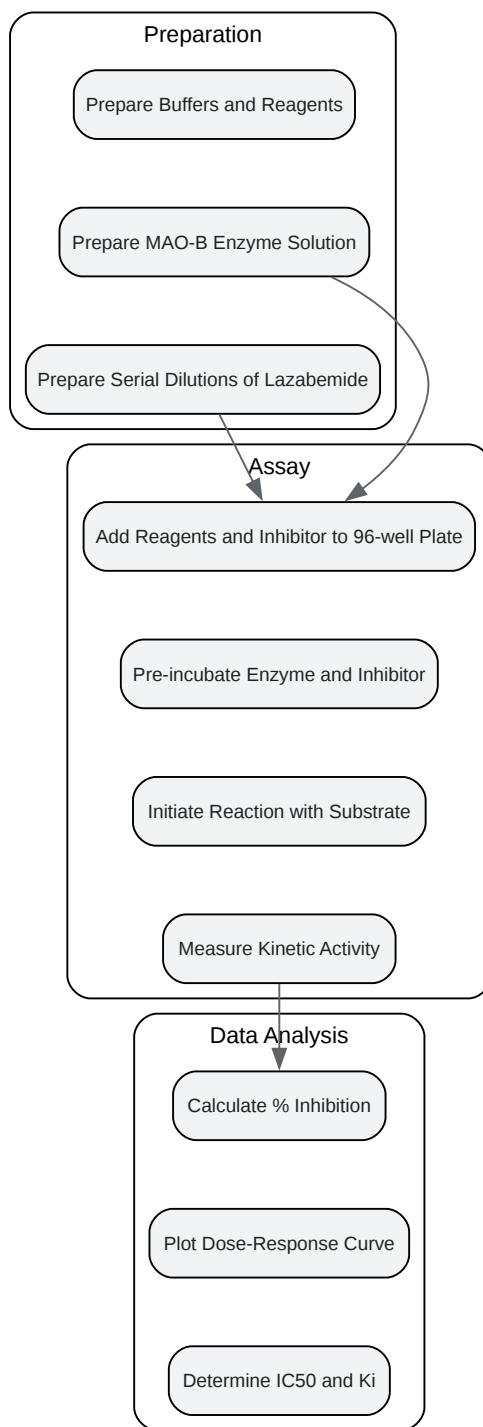 Preparation
Prepare Buffers and Reagents
Prepare MAO-B Enzyme Solution
Prepare Serial Dilutions of Lazabemide
Assay
Add Reagents and Inhibitor to 96-well Plate
Pre-incubate Enzyme and Inhibitor
Initiate Reaction with Substrate
Measure Kinetic Activity
Data Analysis
Calculate % Inhibition
Plot Dose-Response Curve
Determine IC50 and Ki